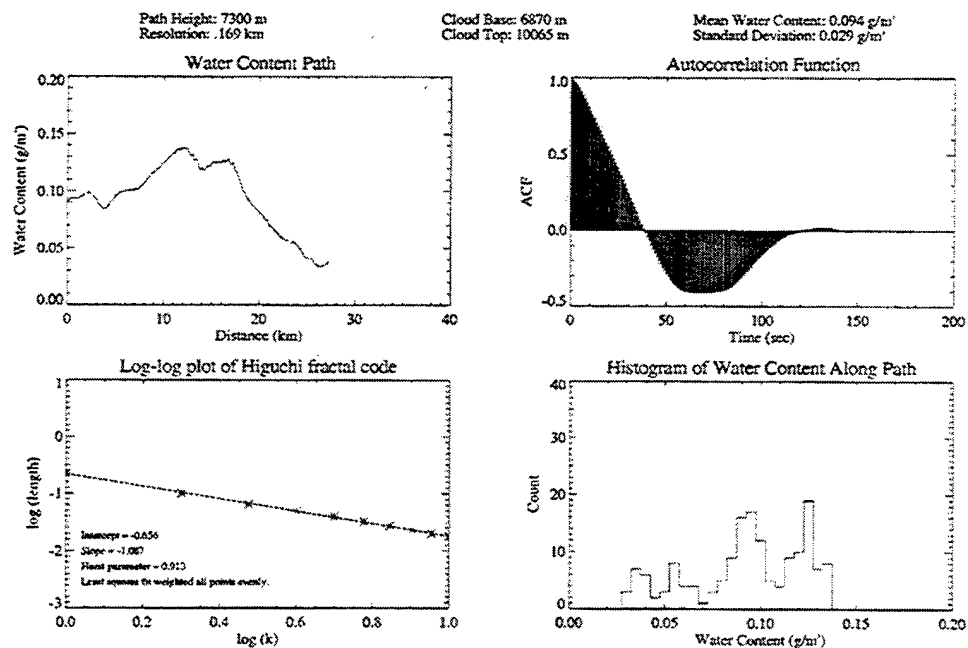 Path Height: 7300 m
Resolution: .169 km
Cloud Base: 6870 m
Cloud Top: 10065 m
Mean Water Content: 0.094 g/m³
Standard Deviation: 0.029 g/m³
Water Content Path
0.20
0.15
0.10
0.05
0.00
Water Content (g/m³)
0 10 20 30 40
Distance (km)
Autocorrelation Function
1.0
0.5
0.0
-0.5
ACF
0 50 100 150 200
Time (sec)
Log-log plot of Higuchi fractal code
1
0
-1
-2
-3
log (length)
Intercept = -0.656
Slope = -1.087
Hurst parameter = 0.913
Least squares fit weighted all points evenly.
0.0 0.2 0.4 0.6 0.8 1.0
log (k)
Histogram of Water Content Along Path
40
30
20
10
0
Count
0.00 0.05 0.10 0.15 0.20
Water Content (g/m³)